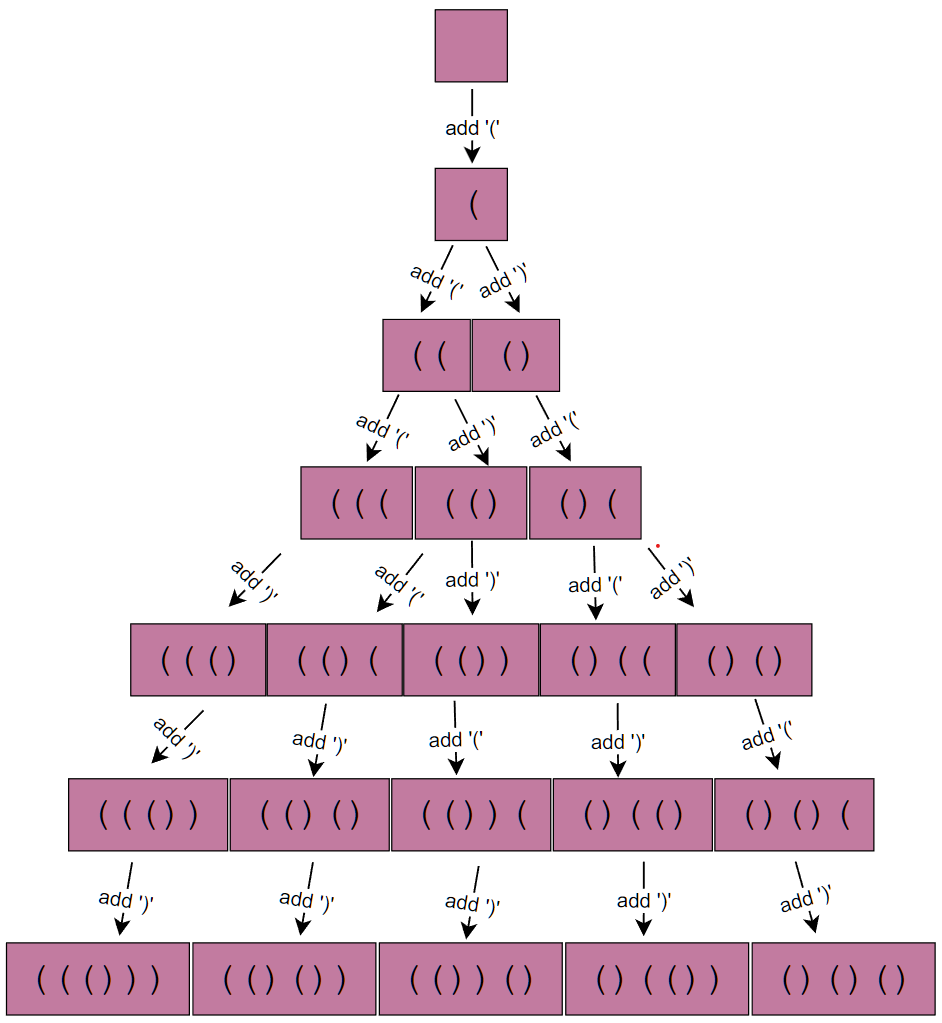 add '('
(
add '(' add ')'
( ( ( )
add '(' add ')' add '('
( ( ( ( ( ) ( ) (
add ')' add '(' add ')' add '(' add ')'
( ( ( ) ( ( ) ( ( ( ) ) ( ) ( ( ( ) ( )
add ')' add ')' add '(' add ')' add '('
( ( ( ) ) ( ( ) ( ) ( ( ) ) ( ( ) ( ( ) ( ) ( ) (
add ')' add ')' add ')' add ')' add ')'
( ( ( ) ) ) ( ( ) ( ) ) ( ( ) ) ( ) ( ) ( ( ) ) ( ) ( ) ( )